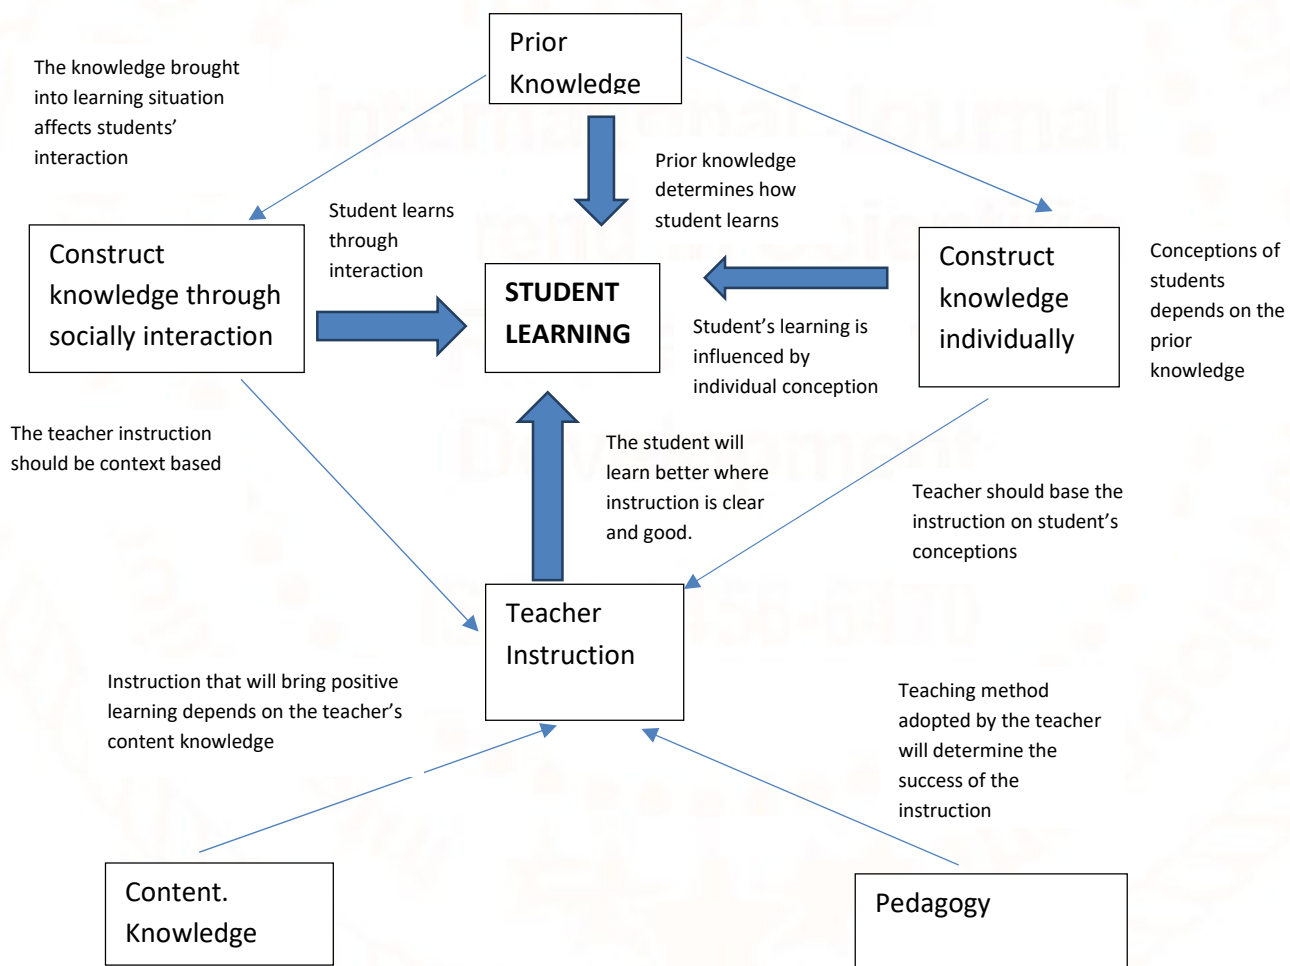 Prior
Knowledge
The knowledge brought
into learning situation
affects students’
interaction
Prior knowledge
determines how
student learns
Student learns
through
interaction
Construct
knowledge through
socially interaction
STUDENT
LEARNING
Construct
knowledge
individually
Conceptions of
students
depends on the
prior
knowledge
Student’s learning is
influenced by
individual conception
The teacher instruction
should be context based
The student will
learn better where
instruction is clear
and good.
Teacher should base the
instruction on student’s
conceptions
Teacher
Instruction
Instruction that will bring positive
learning depends on the teacher’s
content knowledge
Teaching method
adopted by the teacher
will determine the
success of the
instruction
Content.
Knowledge
Pedagogy
International Journal
Development